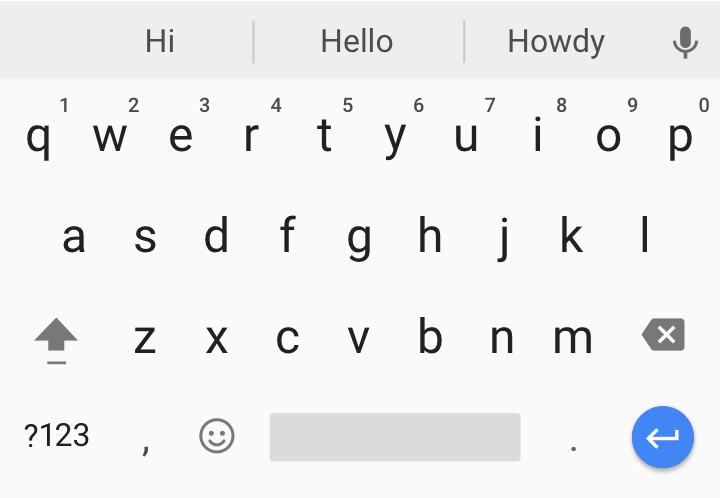 Hi Hello Howdy
1 2 3 4 5 6 7 8 9 0
q w e r t y u i o p
a s d f g h j k l
z x c v b n m
?123 , .